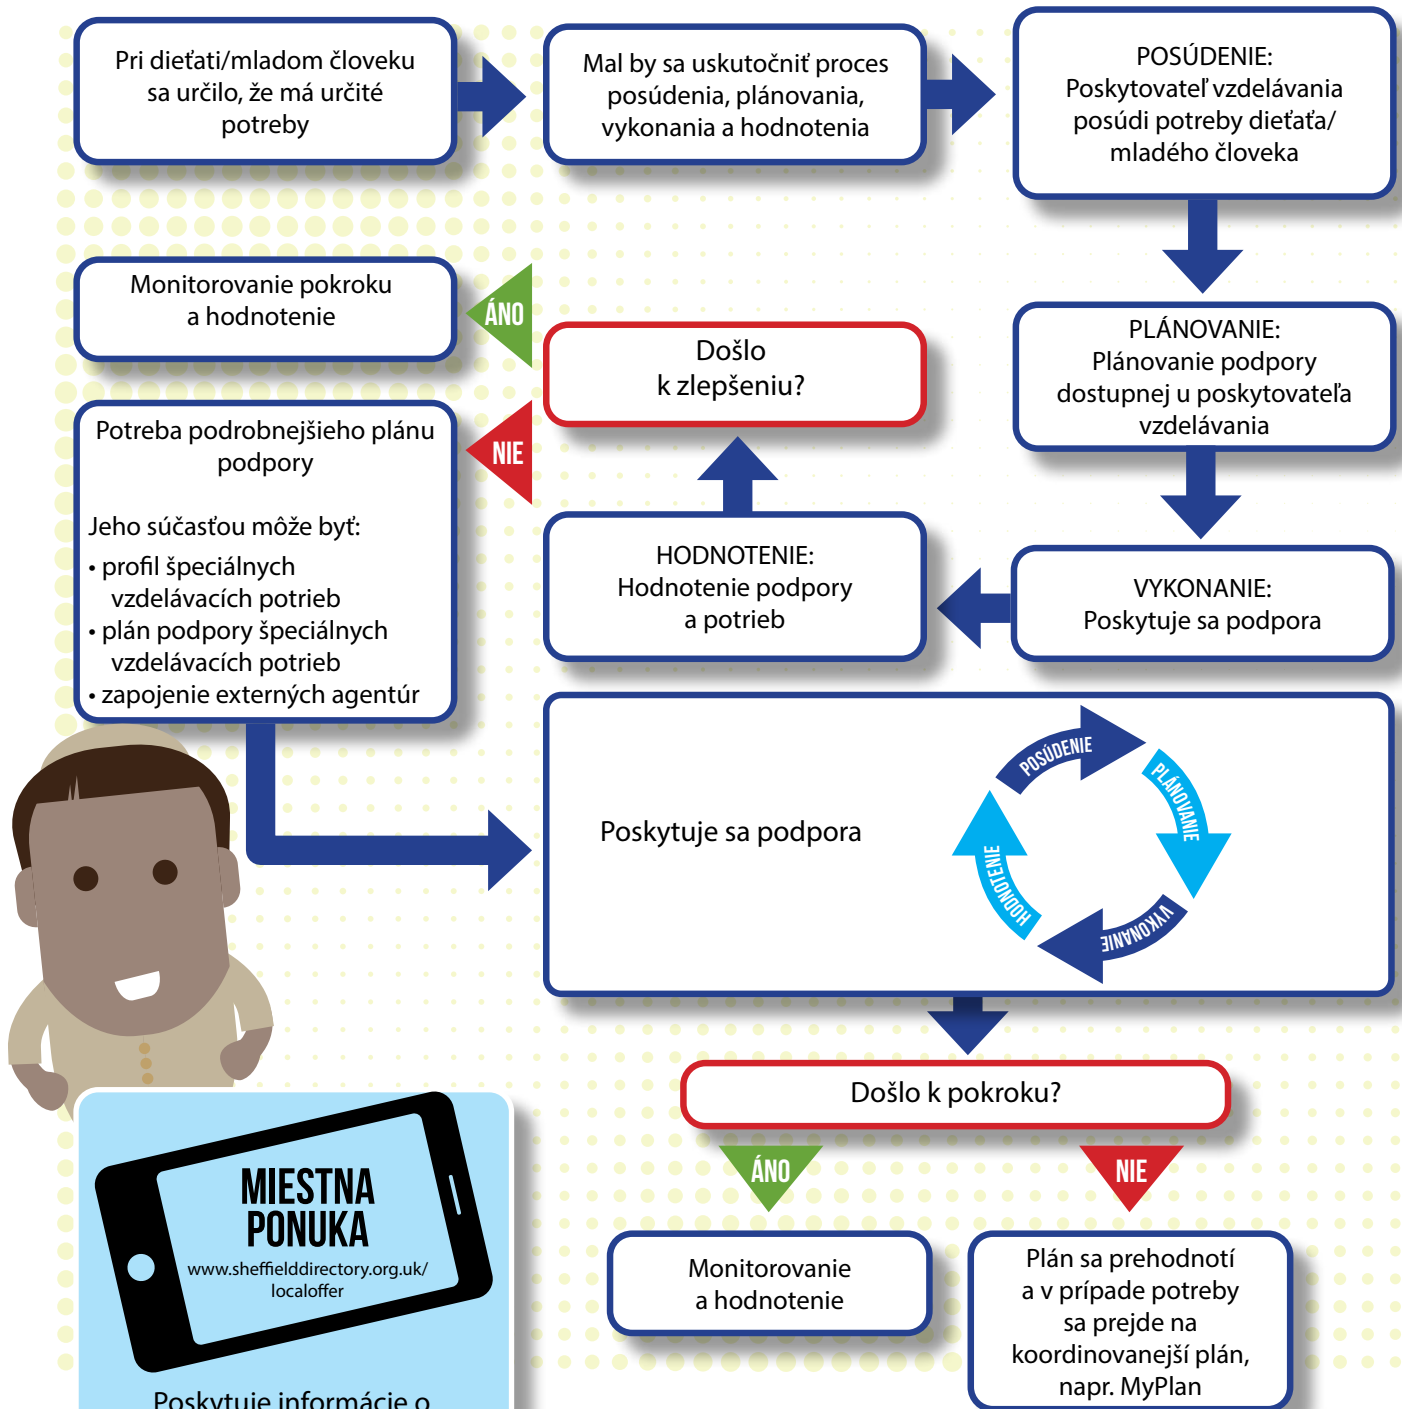 Pri dieťati/mladom človeku
sa určilo, že má určité
potreby
Mal by sa uskutočniť proces
posúdenia, plánovania,
vykonania a hodnotenia
POSÚDENIE:
Poskytovateľ vzdelávania
posúdi potreby dieťaťa/
mladého človeka
PLÁNOVANIE:
Plánovanie podpory
dostupnej u poskytovateľa
vzdelávania
VYKONANIE:
Poskytuje sa podpora
HODNOTENIE:
Hodnotenie podpory
a potrieb
Došlo
k zlepšeniu?
ÁNO
Monitorovanie pokroku
a hodnotenie
NIE
Potreba podrobnejšieho plánu
podpory
Jeho súčasťou môže byť:
• profil špeciálnych
vzdelávacích potrieb
• plán podpory špeciálnych
vzdelávacích potrieb
• zapojenie externých agentúr
Poskytuje sa podpora
POSÚDENIE
PLÁNOVANIE
VYKONANIE
HODNOTENIE
Došlo k pokroku?
ÁNO
NIE
Monitorovanie
a hodnotenie
Plán sa prehodnotí
a v prípade potreby
sa prejde na
koordinovanejší plán,
napr. MyPlan
MIESTNA
PONUKA
www.sheffielddirectory.org.uk/
localoffer
Poskytuje informácie o